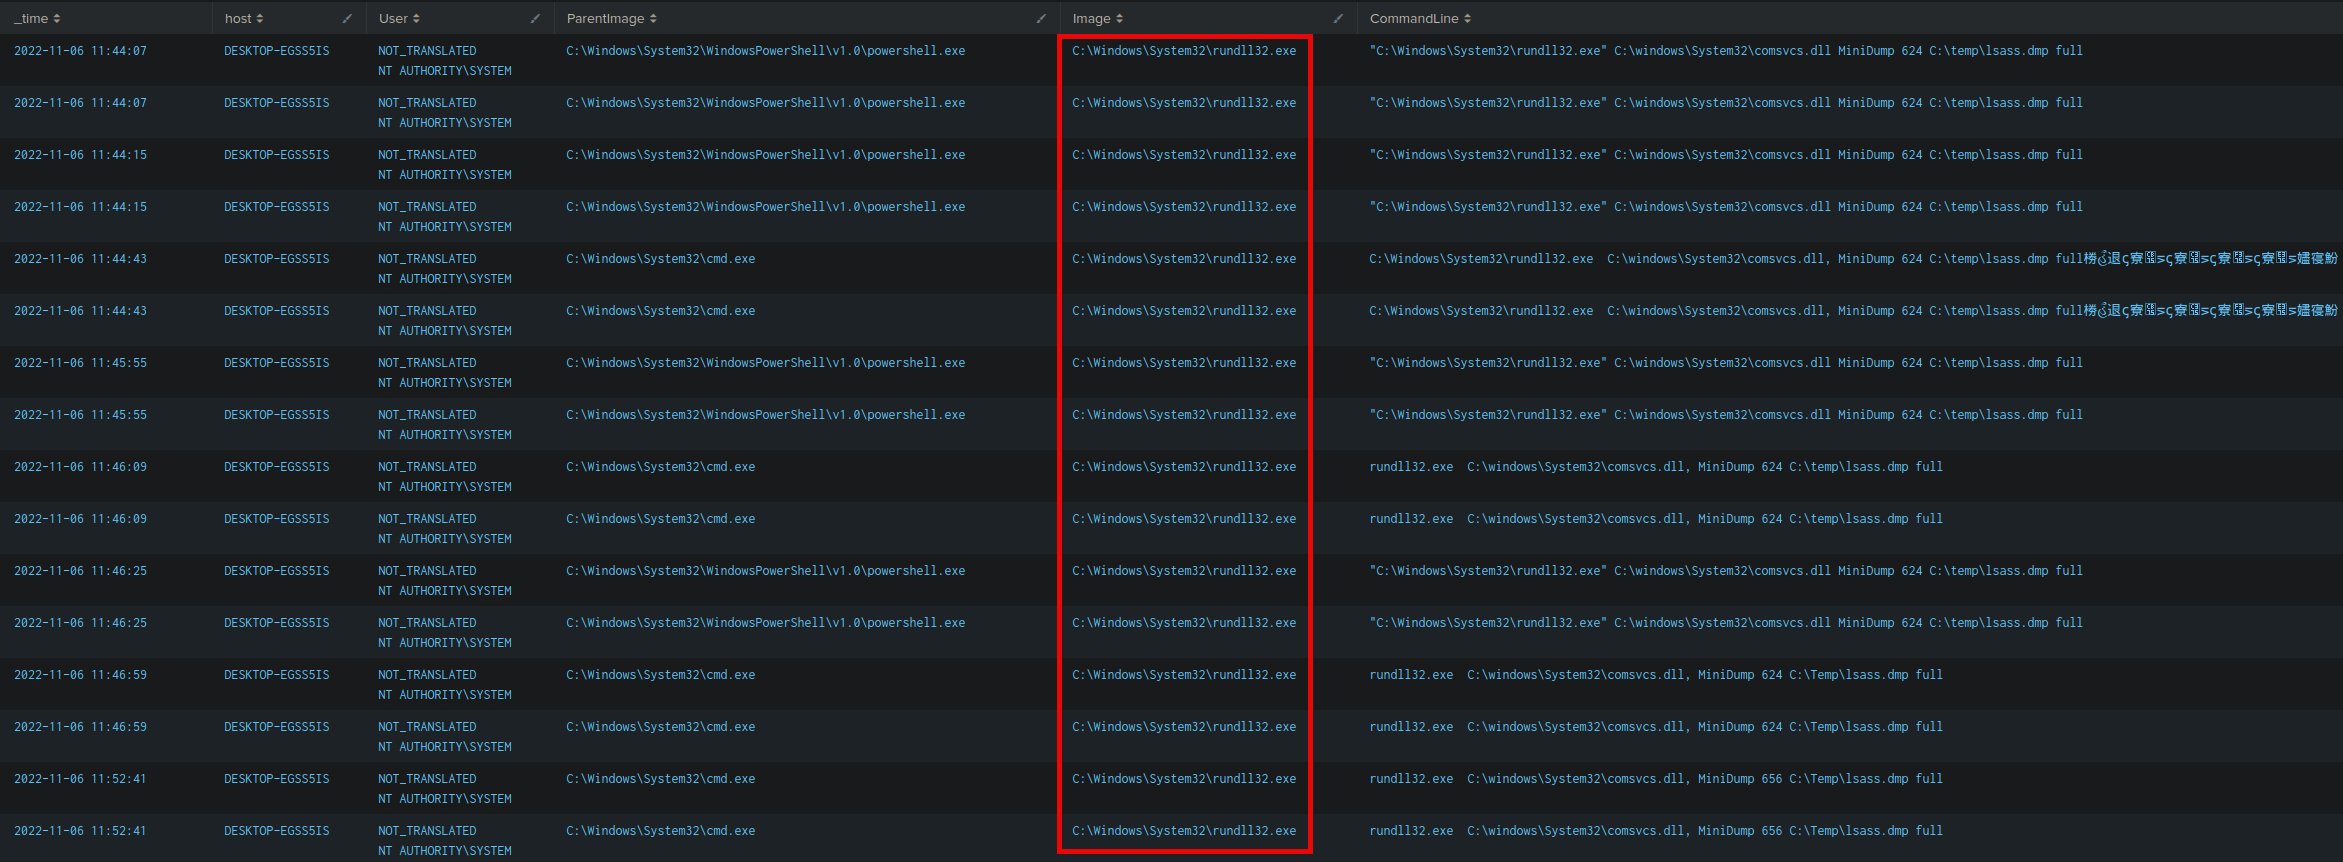 _time host User ParentImage Image CommandLine
2022-11-06 11:44:07 DESKTOP-EGSS5IS NOT_TRANSLATED C:\Windows\System32\WindowsPowerShell\v1.0\powershell.exe C:\Windows\System32\rundll32.exe "C:\Windows\System32\rundll32.exe" C:\windows\System32\comsvcs.dll MiniDump 624 C:\temp\lsass.dmp full
NT AUTHORITY\SYSTEM
2022-11-06 11:44:07 DESKTOP-EGSS5IS NOT_TRANSLATED C:\Windows\System32\WindowsPowerShell\v1.0\powershell.exe C:\Windows\System32\rundll32.exe "C:\Windows\System32\rundll32.exe" C:\windows\System32\comsvcs.dll MiniDump 624 C:\temp\lsass.dmp full
NT AUTHORITY\SYSTEM
2022-11-06 11:44:15 DESKTOP-EGSS5IS NOT_TRANSLATED C:\Windows\System32\WindowsPowerShell\v1.0\powershell.exe C:\Windows\System32\rundll32.exe "C:\Windows\System32\rundll32.exe" C:\windows\System32\comsvcs.dll MiniDump 624 C:\temp\lsass.dmp full
NT AUTHORITY\SYSTEM
2022-11-06 11:44:15 DESKTOP-EGSS5IS NOT_TRANSLATED C:\Windows\System32\WindowsPowerShell\v1.0\powershell.exe C:\Windows\System32\rundll32.exe "C:\Windows\System32\rundll32.exe" C:\windows\System32\comsvcs.dll MiniDump 624 C:\temp\lsass.dmp full
NT AUTHORITY\SYSTEM
2022-11-06 11:44:43 DESKTOP-EGSS5IS NOT_TRANSLATED C:\Windows\System32\cmd.exe C:\Windows\System32\rundll32.exe C:\Windows\System32\rundll32.exe C:\windows\System32\comsvcs.dll, MiniDump 624 C:\temp\lsass.dmp full
NT AUTHORITY\SYSTEM
2022-11-06 11:44:43 DESKTOP-EGSS5IS NOT_TRANSLATED C:\Windows\System32\cmd.exe C:\Windows\System32\rundll32.exe C:\Windows\System32\rundll32.exe C:\windows\System32\comsvcs.dll, MiniDump 624 C:\temp\lsass.dmp full
NT AUTHORITY\SYSTEM
2022-11-06 11:45:55 DESKTOP-EGSS5IS NOT_TRANSLATED C:\Windows\System32\WindowsPowerShell\v1.0\powershell.exe C:\Windows\System32\rundll32.exe "C:\Windows\System32\rundll32.exe" C:\windows\System32\comsvcs.dll MiniDump 624 C:\temp\lsass.dmp full
NT AUTHORITY\SYSTEM
2022-11-06 11:45:55 DESKTOP-EGSS5IS NOT_TRANSLATED C:\Windows\System32\WindowsPowerShell\v1.0\powershell.exe C:\Windows\System32\rundll32.exe "C:\Windows\System32\rundll32.exe" C:\windows\System32\comsvcs.dll MiniDump 624 C:\temp\lsass.dmp full
NT AUTHORITY\SYSTEM
2022-11-06 11:46:09 DESKTOP-EGSS5IS NOT_TRANSLATED C:\Windows\System32\cmd.exe C:\Windows\System32\rundll32.exe rundll32.exe C:\windows\System32\comsvcs.dll, MiniDump 624 C:\temp\lsass.dmp full
NT AUTHORITY\SYSTEM
2022-11-06 11:46:09 DESKTOP-EGSS5IS NOT_TRANSLATED C:\Windows\System32\cmd.exe C:\Windows\System32\rundll32.exe rundll32.exe C:\windows\System32\comsvcs.dll, MiniDump 624 C:\temp\lsass.dmp full
NT AUTHORITY\SYSTEM
2022-11-06 11:46:25 DESKTOP-EGSS5IS NOT_TRANSLATED C:\Windows\System32\WindowsPowerShell\v1.0\powershell.exe C:\Windows\System32\rundll32.exe "C:\Windows\System32\rundll32.exe" C:\windows\System32\comsvcs.dll MiniDump 624 C:\temp\lsass.dmp full
NT AUTHORITY\SYSTEM
2022-11-06 11:46:25 DESKTOP-EGSS5IS NOT_TRANSLATED C:\Windows\System32\WindowsPowerShell\v1.0\powershell.exe C:\Windows\System32\rundll32.exe "C:\Windows\System32\rundll32.exe" C:\windows\System32\comsvcs.dll MiniDump 624 C:\temp\lsass.dmp full
NT AUTHORITY\SYSTEM
2022-11-06 11:46:59 DESKTOP-EGSS5IS NOT_TRANSLATED C:\Windows\System32\cmd.exe C:\Windows\System32\rundll32.exe rundll32.exe C:\windows\System32\comsvcs.dll, MiniDump 624 C:\Temp\lsass.dmp full
NT AUTHORITY\SYSTEM
2022-11-06 11:46:59 DESKTOP-EGSS5IS NOT_TRANSLATED C:\Windows\System32\cmd.exe C:\Windows\System32\rundll32.exe rundll32.exe C:\windows\System32\comsvcs.dll, MiniDump 624 C:\Temp\lsass.dmp full
NT AUTHORITY\SYSTEM
2022-11-06 11:52:41 DESKTOP-EGSS5IS NOT_TRANSLATED C:\Windows\System32\cmd.exe C:\Windows\System32\rundll32.exe rundll32.exe C:\windows\System32\comsvcs.dll, MiniDump 656 C:\Temp\lsass.dmp full
NT AUTHORITY\SYSTEM
2022-11-06 11:52:41 DESKTOP-EGSS5IS NOT_TRANSLATED C:\Windows\System32\cmd.exe C:\Windows\System32\rundll32.exe rundll32.exe C:\windows\System32\comsvcs.dll, MiniDump 656 C:\Temp\lsass.dmp full
NT AUTHORITY\SYSTEM